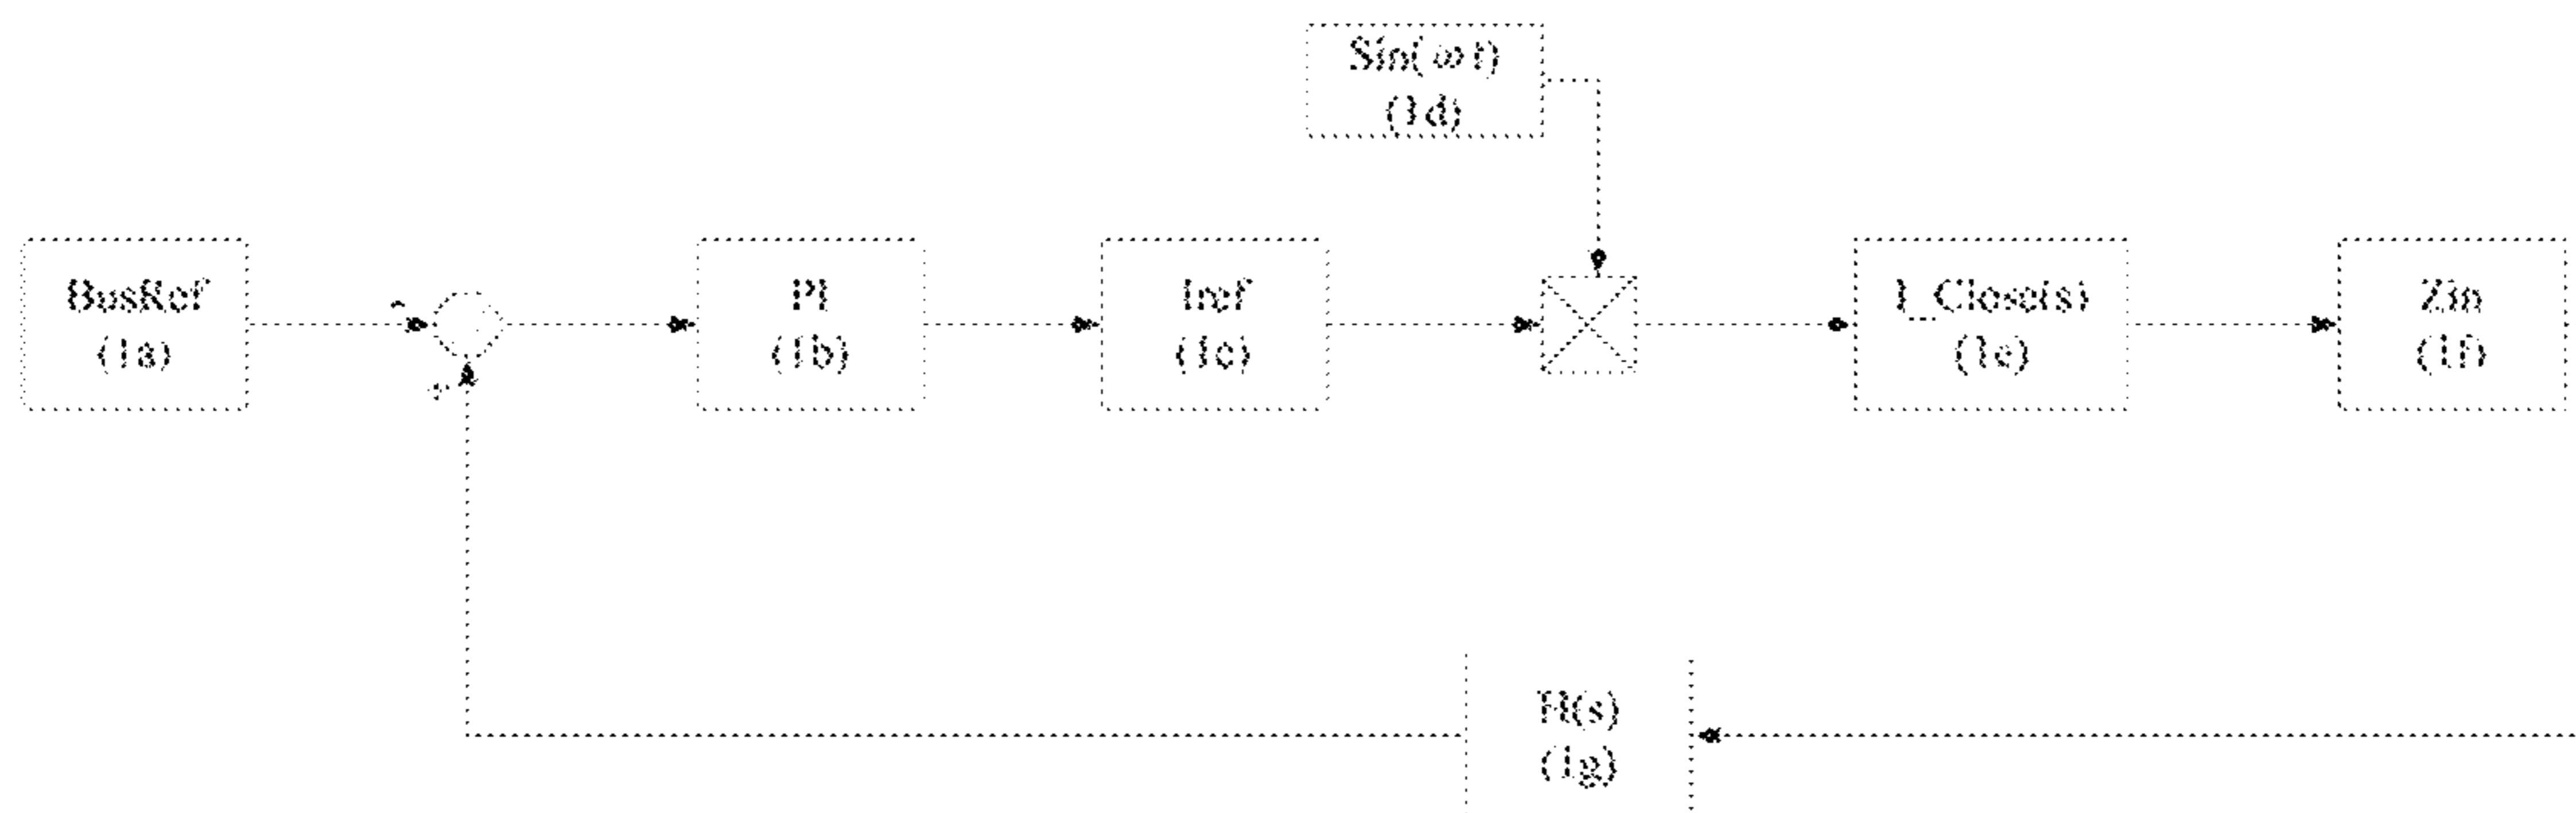 Sin(ωt)
(1d)
BusRef
(1a)
-
+
PI
(1b)
Iref
(1c)
I_Close(s)
(1e)
Zin
(1f)
H(s)
(1g)